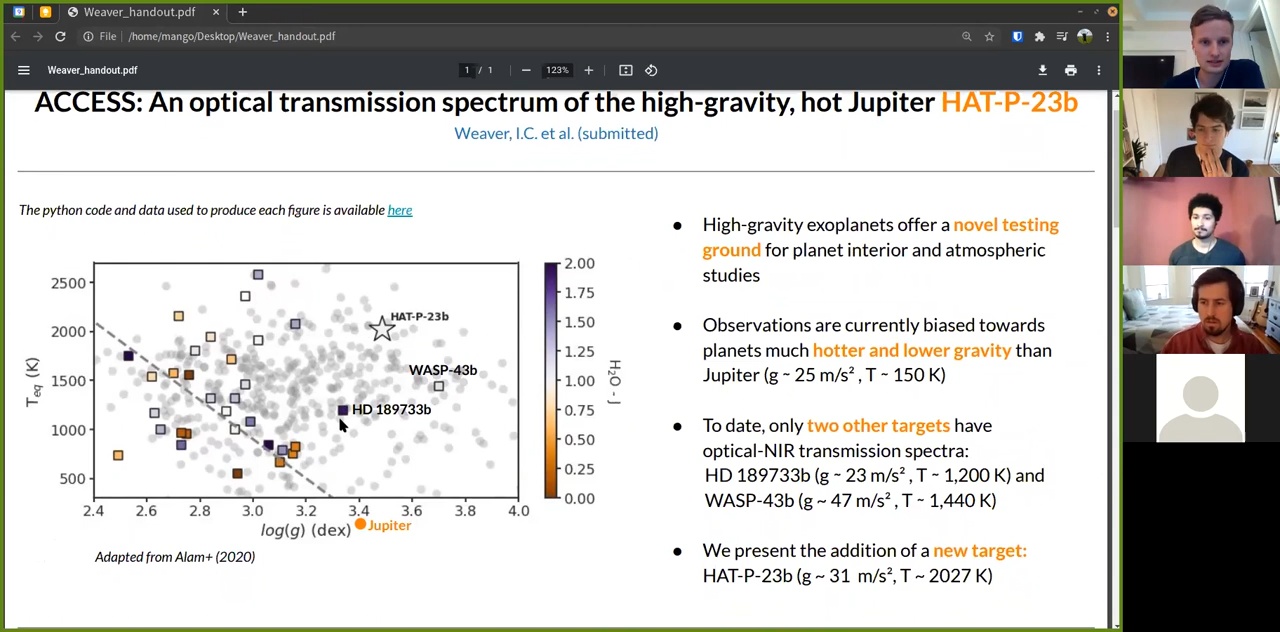 Weaver_handout.pdf
File
/home/mango/Desktop/Weaver_handout.pdf
Weaver_handout.pdf
1 / 1
123%
ACCESS: An optical transmission spectrum of the high-gravity, hot Jupiter HAT-P-23b
Weaver, I.C. et al. (submitted)
The python code and data used to produce each figure is available here
2500
2000
1500
1000
500
Teq (K)
HAT-P-23b
WASP-43b
HD 189733b
2.4 2.6 2.8 3.0 3.2 3.4 3.6 3.8 4.0
log(g) (dex)
Jupiter
2.00
1.75
1.50
1.25
1.00
0.75
0.50
0.25
0.00
H₂O - J
Adapted from Alam+ (2020)
● High-gravity exoplanets offer a novel testing
ground for planet interior and atmospheric
studies
● Observations are currently biased towards
planets much hotter and lower gravity than
Jupiter (g ~ 25 m/s², T ~ 150 K)
● To date, only two other targets have
optical-NIR transmission spectra:
HD 189733b (g ~ 23 m/s², T ~ 1,200 K) and
WASP-43b (g ~ 47 m/s², T ~ 1,440 K)
● We present the addition of a new target:
HAT-P-23b (g ~ 31 m/s², T ~ 2027 K)